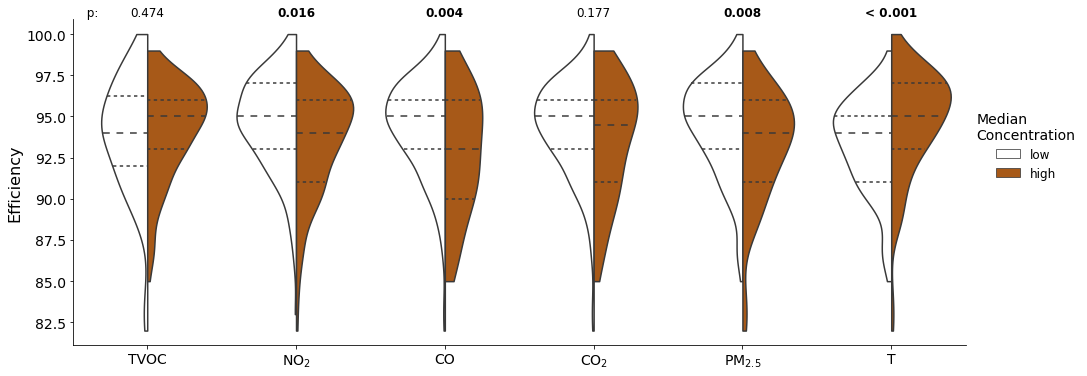 p: 0.474 0.016 0.004 0.177 0.008 < 0.001
100.0
97.5
95.0
92.5
90.0
87.5
85.0
82.5
Efficiency
TVOC NO₂ CO CO₂ PM₂.₅ T
Median
Concentration
low
high